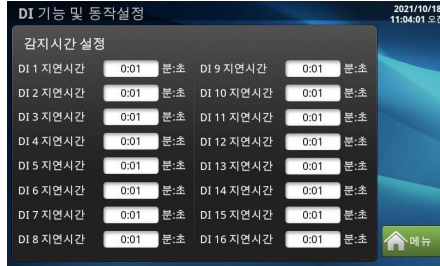 DI 기능 및 동작설정
2021/10/18
11:04:01 오전
감지시간 설정
DI 1 지연시간 0:01 분:초 DI 9 지연시간 0:01 분:초
DI 2 지연시간 0:01 분:초 DI 10 지연시간 0:01 분:초
DI 3 지연시간 0:01 분:초 DI 11 지연시간 0:01 분:초
DI 4 지연시간 0:01 분:초 DI 12 지연시간 0:01 분:초
DI 5 지연시간 0:01 분:초 DI 13 지연시간 0:01 분:초
DI 6 지연시간 0:01 분:초 DI 14 지연시간 0:01 분:초
DI 7 지연시간 0:01 분:초 DI 15 지연시간 0:01 분:초
DI 8 지연시간 0:01 분:초 DI 16 지연시간 0:01 분:초
메뉴